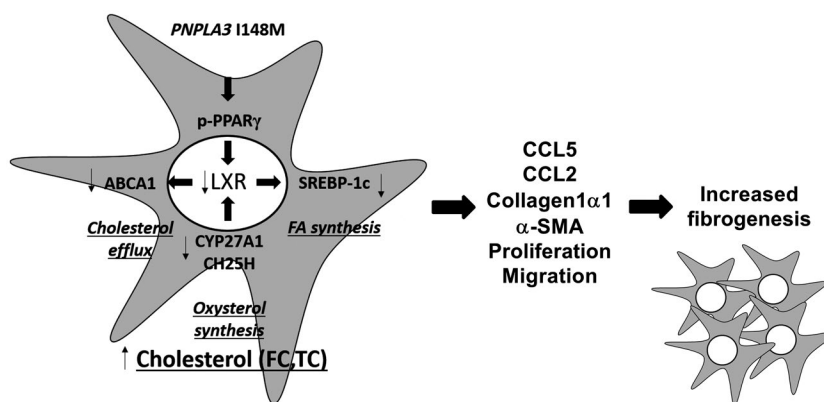 PNPLA3 I148M
p-PPARγ
↓ ABCA1
↓LXR
SREBP-1c ↓
Cholesterol
efflux
FA synthesis
↓ CYP27A1
CH25H
Oxysterol
synthesis
↑ Cholesterol (FC,TC)
CCL5
CCL2
Collagen1α1
α-SMA
Proliferation
Migration
Increased
fibrogenesis